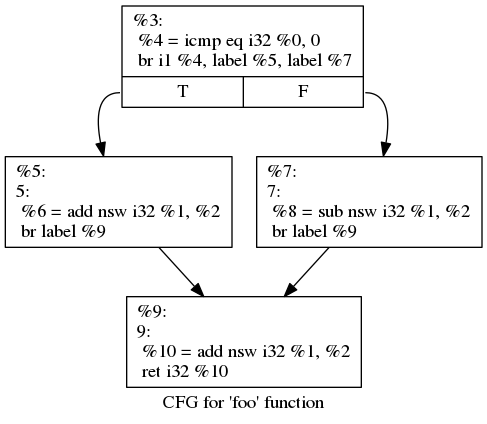 %3:
%4 = icmp eq i32 %0, 0
br i1 %4, label %5, label %7
T F
%5:
5:
%6 = add nsw i32 %1, %2
br label %9
%7:
7:
%8 = sub nsw i32 %1, %2
br label %9
%9:
9:
%10 = add nsw i32 %1, %2
ret i32 %10
CFG for 'foo' function